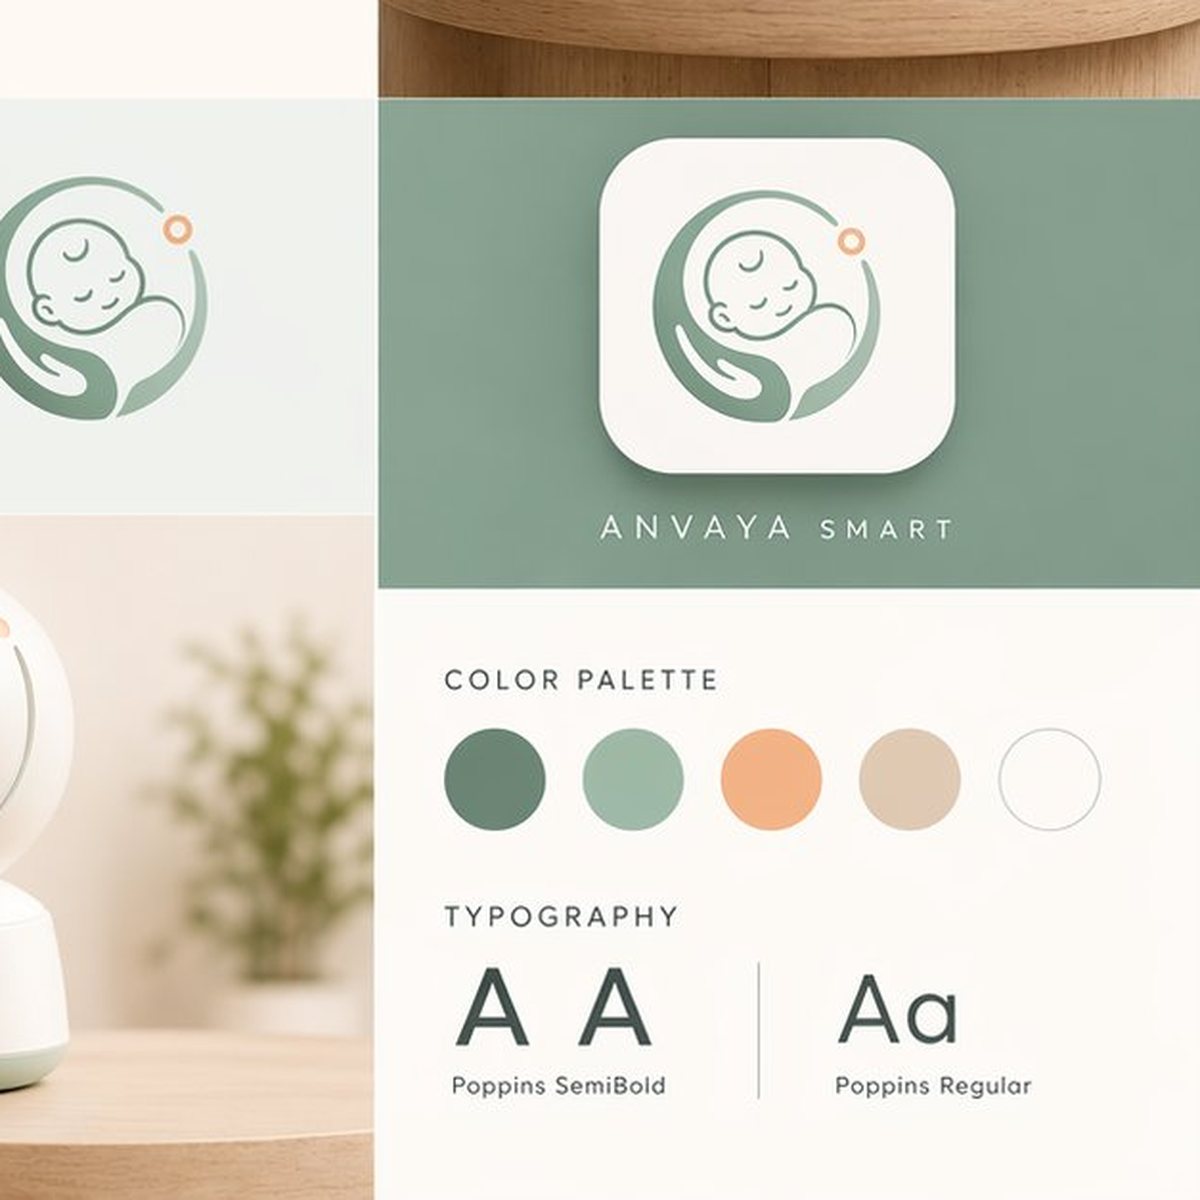 ANVAYA SMART
COLOR PALETTE
TYPOGRAPHY
A A
Aa
Poppins SemiBold
Poppins Regular